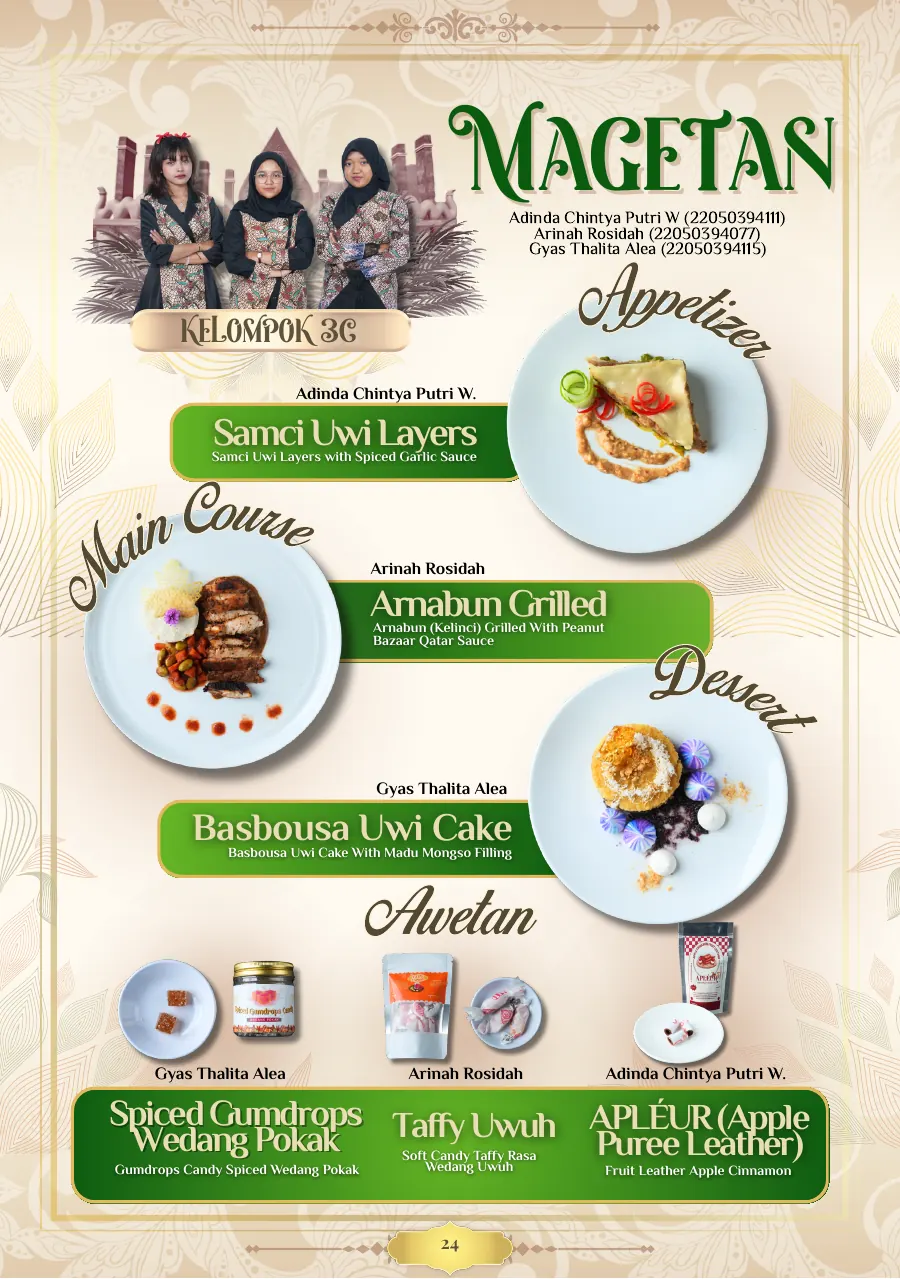 MAGETAN
Adinda Chintya Putri W (22050394111)
Arinah Rosidah (22050394077)
Gyas Thalita Alea (22050394115)
KELOMPOK 3C
Appetizer
Adinda Chintya Putri W.
Samci Uwi Layers
Samci Uwi Layers with Spiced Garlic Sauce
Main Course
Arinah Rosidah
Arnabun Grilled
Arnabun (Kelinci) Grilled With Peanut
Bazaar Qatar Sauce
Dessert
Gyas Thalita Alea
Basbousa Uwi Cake
Basbousa Uwi Cake With Madu Mongso Filling
Awetan
Spiced Gumdrops Candy
APLÉUR
Gyas Thalita Alea
Arinah Rosidah
Adinda Chintya Putri W.
Spiced Gumdrops
Wedang Pokak
Gumdrops Candy Spiced Wedang Pokak
Taffy Uwuh
Soft Candy Taffy Rasa
Wedang Uwuh
APLÉUR (Apple
Puree Leather)
Fruit Leather Apple Cinnamon
24